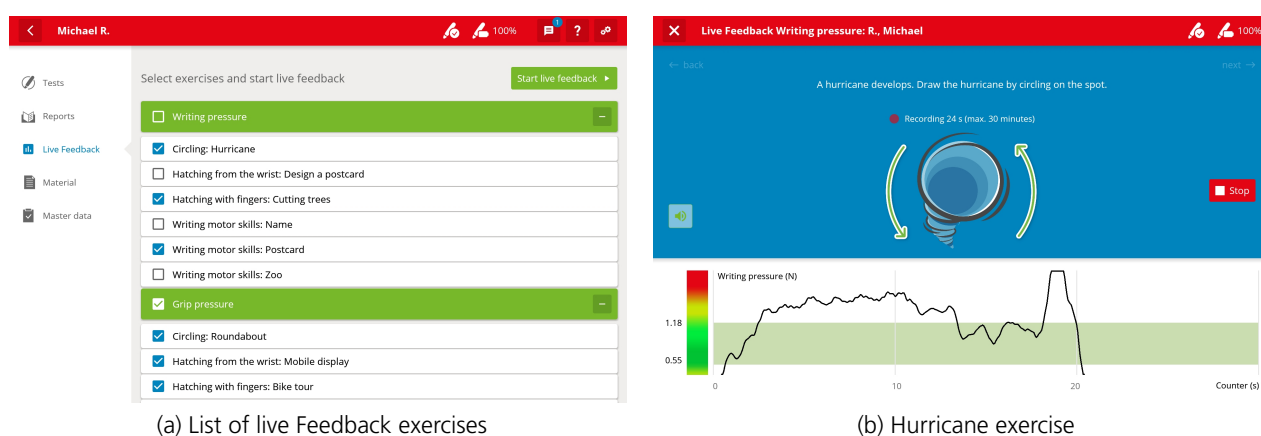 Michael R.
100%
1
?
Tests
Reports
Live Feedback
Material
Master data
Select exercises and start live feedback
Start live feedback
Writing pressure
Circling: Hurricane
Hatching from the wrist: Design a postcard
Hatching with fingers: Cutting trees
Writing motor skills: Name
Writing motor skills: Postcard
Writing motor skills: Zoo
Grip pressure
Circling: Roundabout
Hatching from the wrist: Mobile display
Hatching with fingers: Bike tour
(a) List of live Feedback exercises
Live Feedback Writing pressure: R., Michael
100%
← back
next →
A hurricane develops. Draw the hurricane by circling on the spot.
Recording 24 s (max. 30 minutes)
Stop
Writing pressure (N)
1.18
0.55
0 10 20 Counter (s)
(b) Hurricane exercise